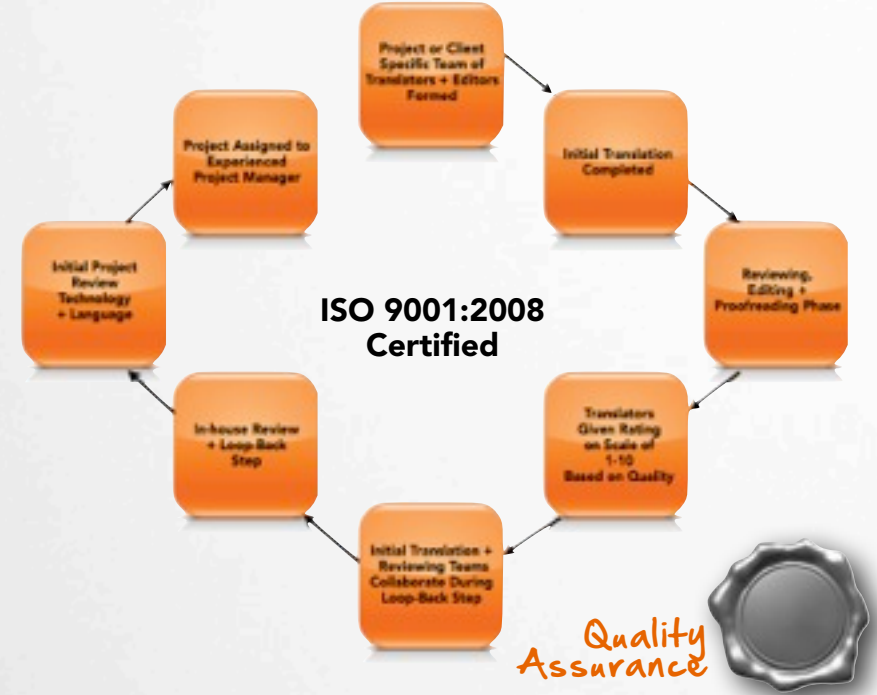 Project or Client
Specific Team of
Translators + Editors
Formed
Project Assigned to
Experienced
Project Manager
Initial Translation
Completed
Initial Project
Review
Technology
+ Language
Reviewing,
Editing +
Proofreading Phase
ISO 9001:2008
Certified
In-house Review
+ Loop-Back
Step
Translators
Given Rating
on Scale of
1-10
Based on Quality
Initial Translation +
Reviewing Teams
Collaborate During
Loop-Back Step
Quality
Assurance